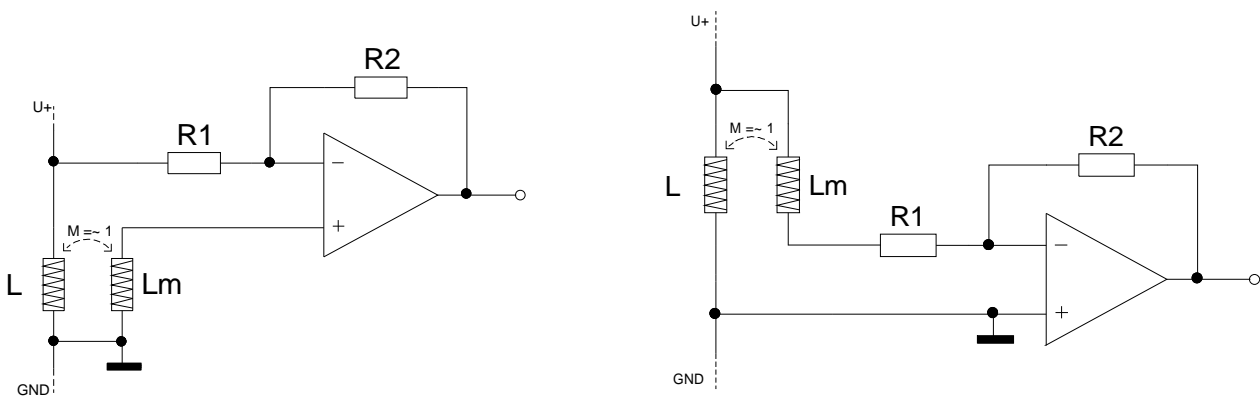 R2
U+
R1
−
M =~ 1
+
L
Lm
GND
U+
M =~ 1
R2
L
Lm
R1
−
+
GND